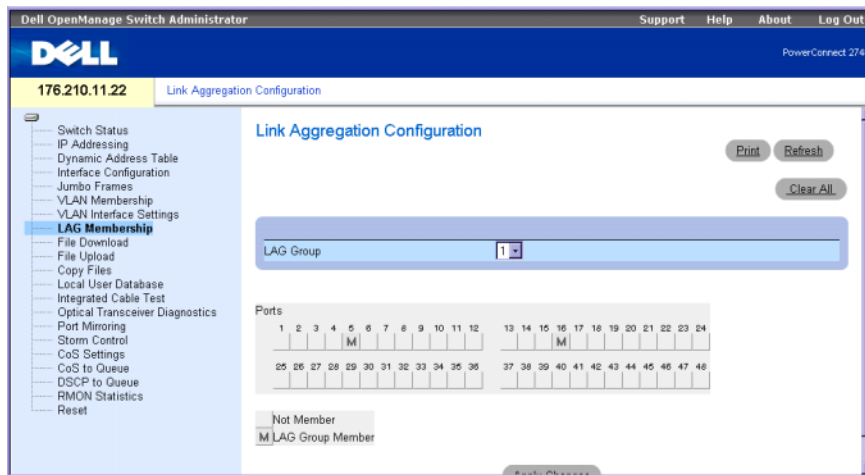 Dell OpenManage Switch Administrator Support Help About Log Out
DELL
PowerConnect 274
176.210.11.22 Link Aggregation Configuration
Switch Status
IP Addressing
Dynamic Address Table
Interface Configuration
Jumbo Frames
VLAN Membership
VLAN Interface Settings
LAG Membership
File Download
File Upload
Copy Files
Local User Database
Integrated Cable Test
Optical Transceiver Diagnostics
Port Mirroring
Storm Control
CoS Settings
CoS to Queue
DSCP to Queue
RMON Statistics
Reset
Link Aggregation Configuration
Print Refresh
Clear All
LAG Group 1
Ports
1 2 3 4 5 6 7 8 9 10 11 12 13 14 15 16 17 18 19 20 21 22 23 24
M M
25 26 27 28 29 30 31 32 33 34 35 36 37 38 39 40 41 42 43 44 45 46 47 48
Not Member
M LAG Group Member
Apply Changes